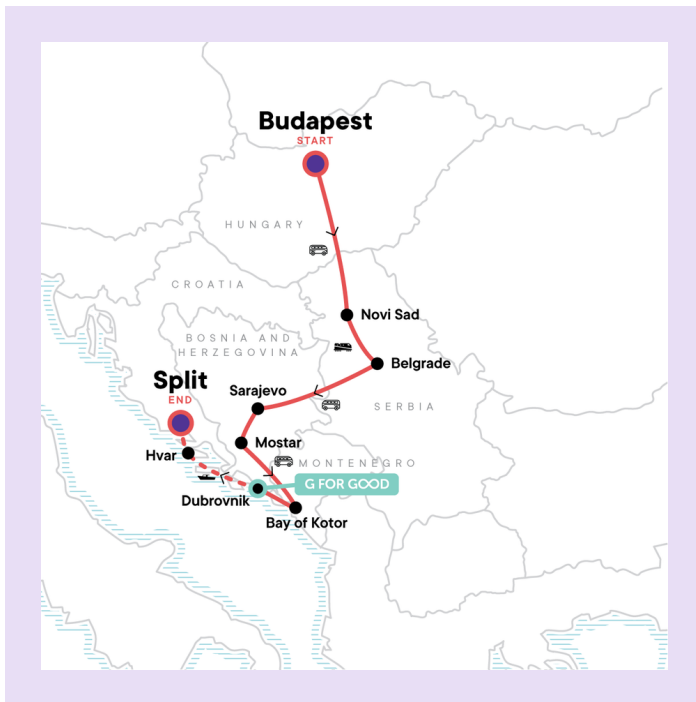 Budapest
START
HUNGARY
CROATIA
Novi Sad
BOSNIA AND
HERZEGOVINA
Belgrade
Split
END
Sarajevo
SERBIA
Mostar
Hvar
MONTENEGRO
G FOR GOOD
Dubrovnik
Bay of Kotor